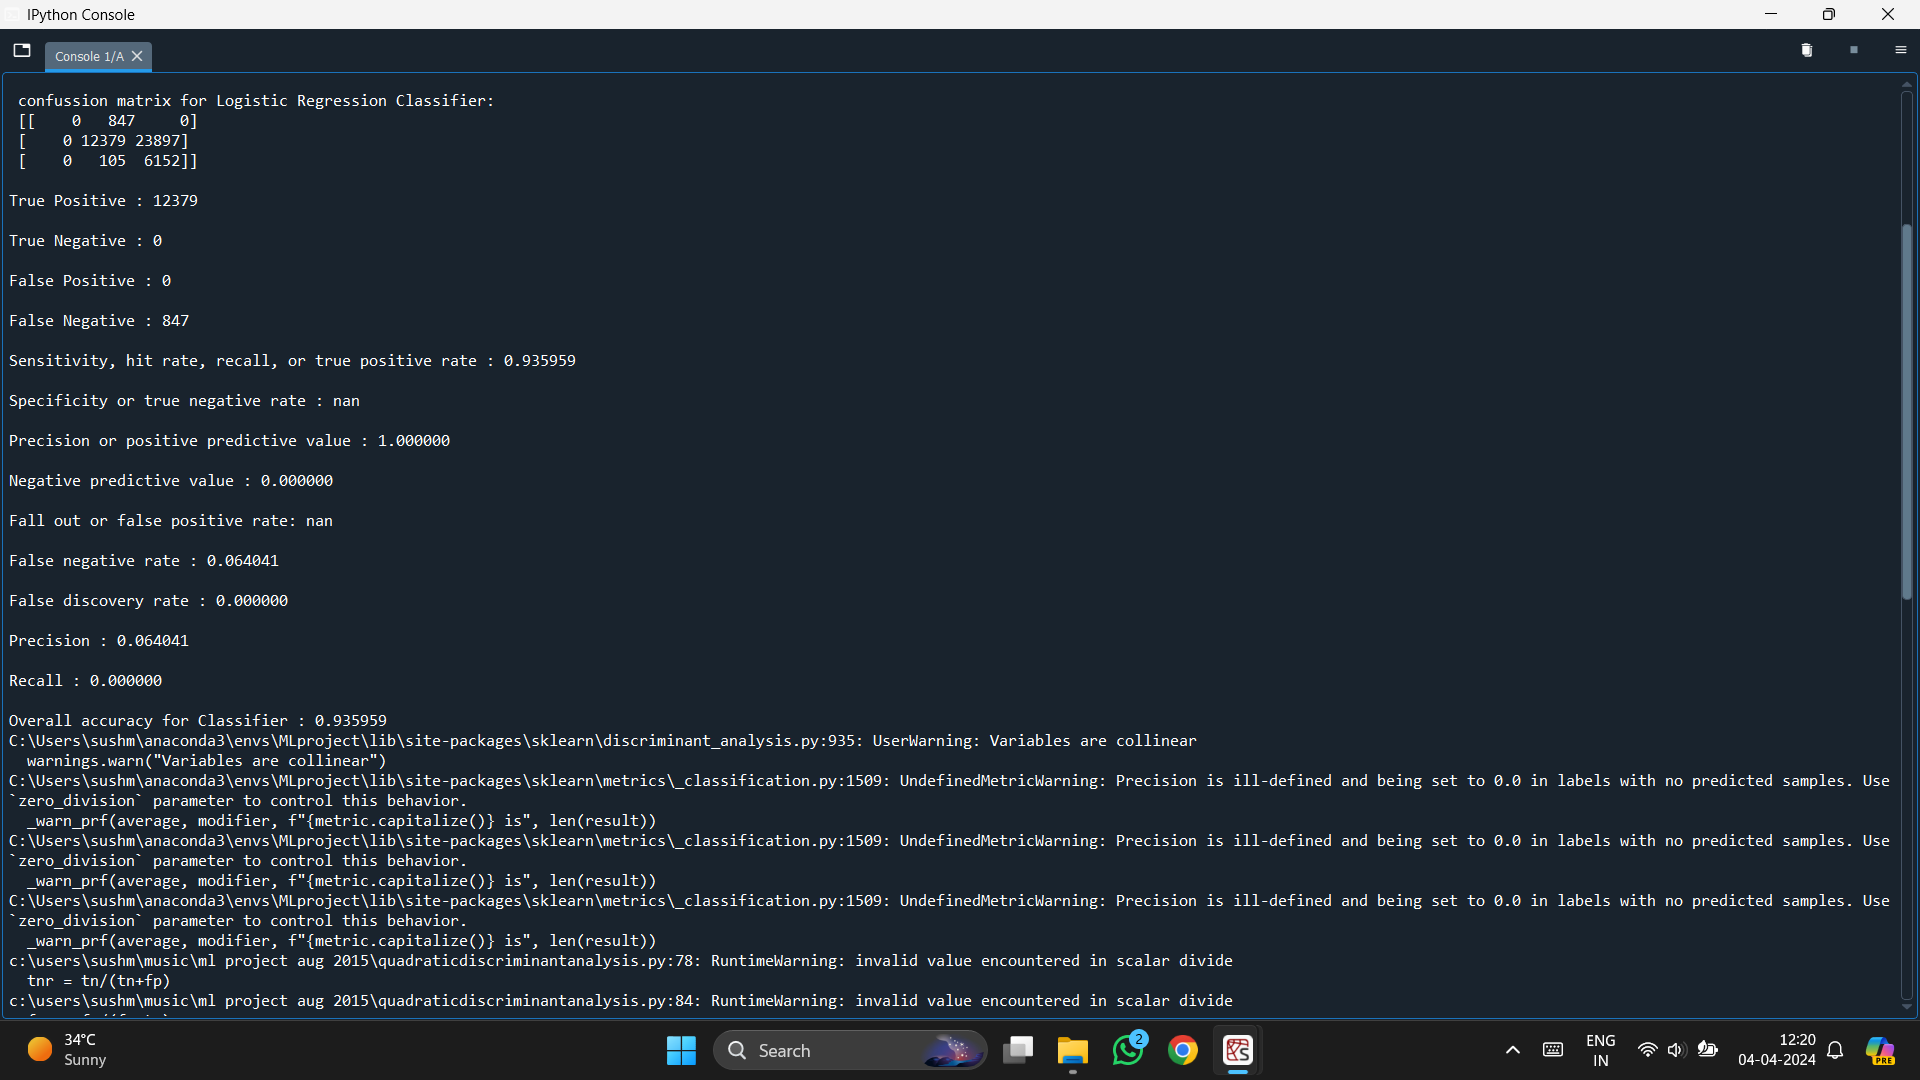 IPython Console
Console 1/A
confussion matrix for Logistic Regression Classifier:
[[    0   847     0]
[    0 12379 23897]
[    0   105  6152]]
True Positive : 12379
True Negative : 0
False Positive : 0
False Negative : 847
Sensitivity, hit rate, recall, or true positive rate : 0.935959
Specificity or true negative rate : nan
Precision or positive predictive value : 1.000000
Negative predictive value : 0.000000
Fall out or false positive rate: nan
False negative rate : 0.064041
False discovery rate : 0.000000
Precision : 0.064041
Recall : 0.000000
Overall accuracy for Classifier : 0.935959
C:\Users\sushm\anaconda3\envs\MLproject\lib\site-packages\sklearn\discriminant_analysis.py:935: UserWarning: Variables are collinear
warnings.warn("Variables are collinear")
C:\Users\sushm\anaconda3\envs\MLproject\lib\site-packages\sklearn\metrics\_classification.py:1509: UndefinedMetricWarning: Precision is ill-defined and being set to 0.0 in labels with no predicted samples. Use
`zero_division` parameter to control this behavior.
_warn_prf(average, modifier, f"{metric.capitalize()} is", len(result))
C:\Users\sushm\anaconda3\envs\MLproject\lib\site-packages\sklearn\metrics\_classification.py:1509: UndefinedMetricWarning: Precision is ill-defined and being set to 0.0 in labels with no predicted samples. Use
`zero_division` parameter to control this behavior.
_warn_prf(average, modifier, f"{metric.capitalize()} is", len(result))
C:\Users\sushm\anaconda3\envs\MLproject\lib\site-packages\sklearn\metrics\_classification.py:1509: UndefinedMetricWarning: Precision is ill-defined and being set to 0.0 in labels with no predicted samples. Use
`zero_division` parameter to control this behavior.
_warn_prf(average, modifier, f"{metric.capitalize()} is", len(result))
c:\users\sushm\music\ml project aug 2015\quadraticdiscriminantanalysis.py:78: RuntimeWarning: invalid value encountered in scalar divide
tnr = tn/(tn+fp)
c:\users\sushm\music\ml project aug 2015\quadraticdiscriminantanalysis.py:84: RuntimeWarning: invalid value encountered in scalar divide
34°C
Sunny
Search
2
ENG
IN
12:20
04-04-2024
PRE